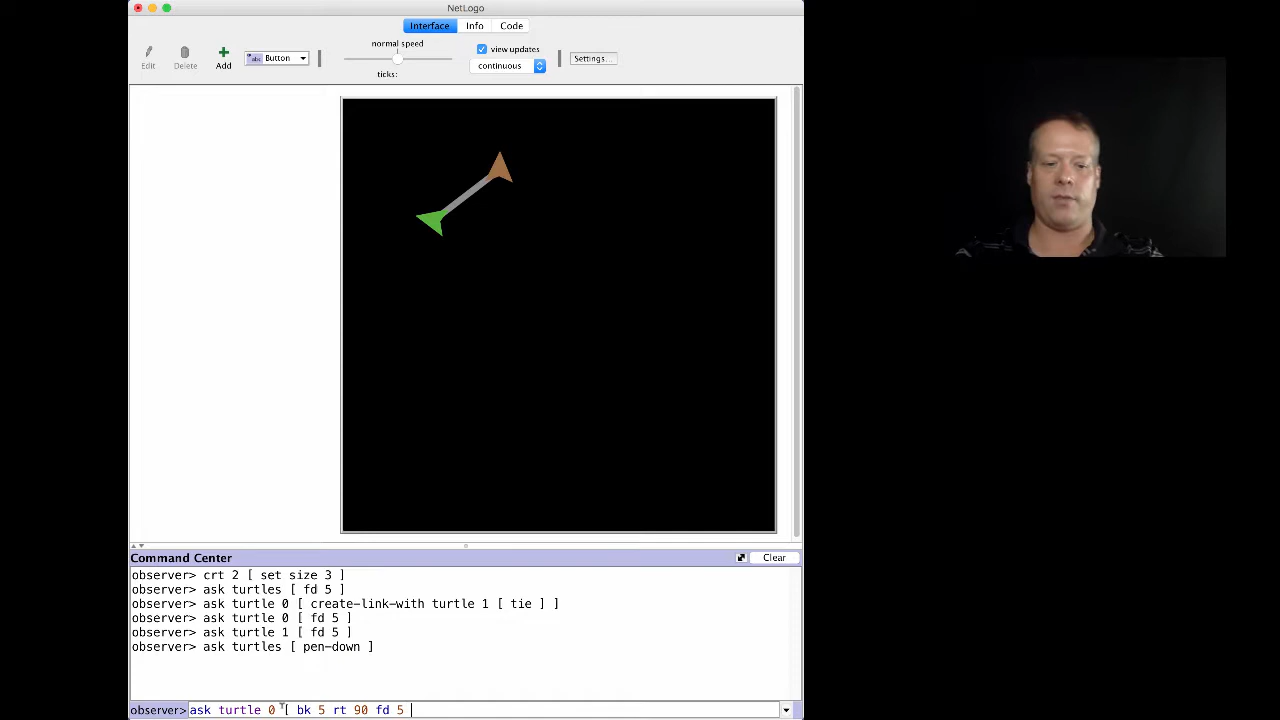 NetLogo
Interface Info Code
Edit Delete Add abc Button normal speed ticks: view updates continuous Settings...
Command Center Clear
observer> crt 2 [ set size 3 ]
observer> ask turtles [ fd 5 ]
observer> ask turtle 0 [ create-link-with turtle 1 [ tie ] ]
observer> ask turtle 0 [ fd 5 ]
observer> ask turtle 1 [ fd 5 ]
observer> ask turtles [ pen-down ]
observer> ask turtle 0 [ bk 5 rt 90 fd 5